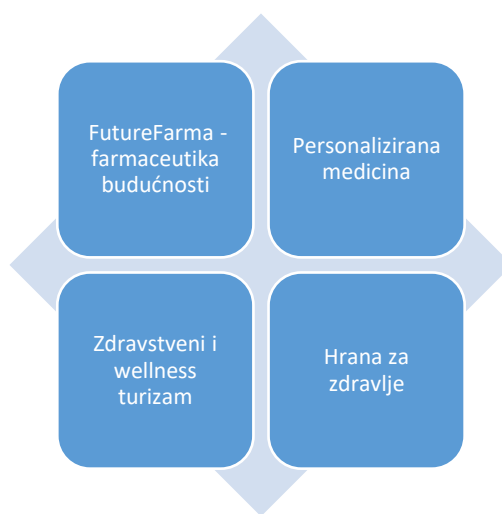 FutureFarma -
farmaceutika
budućnosti
Personalizirana
medicina
Zdravstveni i
wellness
turizam
Hrana za
zdravlje